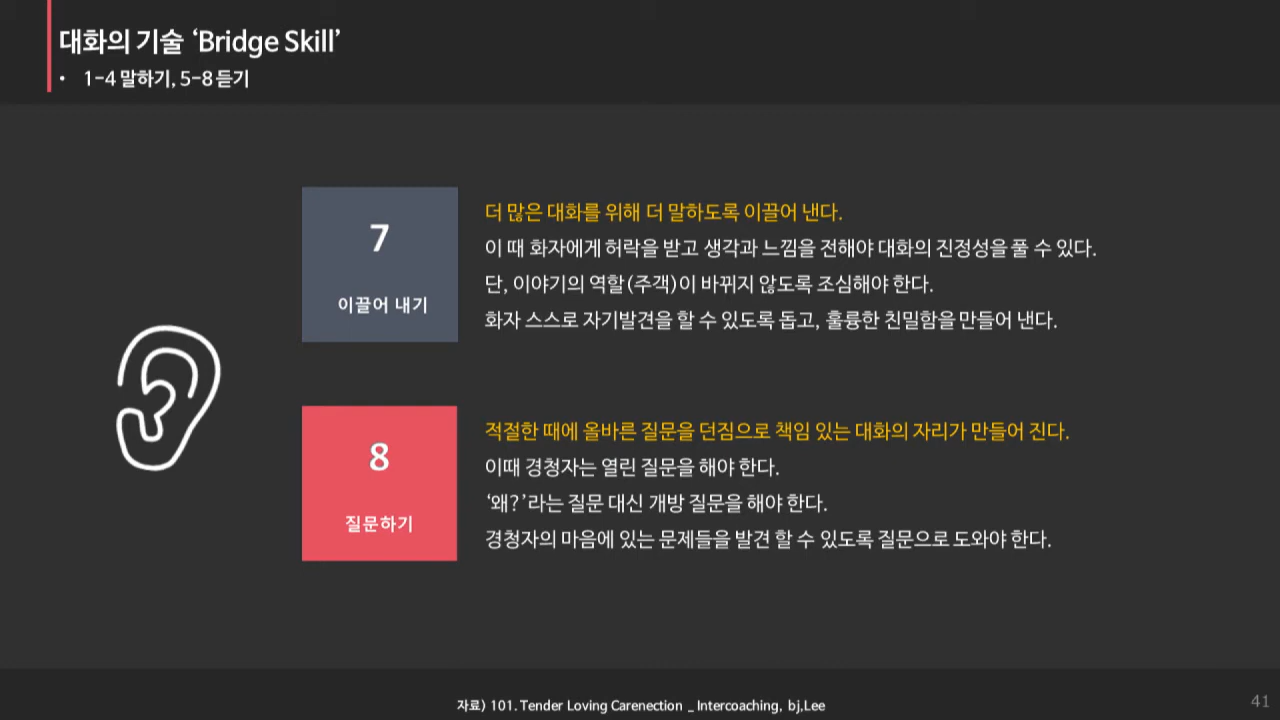 대화의 기술 ‘Bridge Skill’
• 1-4 말하기, 5-8 듣기
7
이끌어 내기
더 많은 대화를 위해 더 말하도록 이끌어 낸다.
이 때 화자에게 허락을 받고 생각과 느낌을 전해야 대화의 진정성을 풀 수 있다.
단, 이야기의 역할(주객)이 바뀌지 않도록 조심해야 한다.
화자 스스로 자기발견을 할 수 있도록 돕고, 훌륭한 친밀함을 만들어 낸다.
8
질문하기
적절한 때에 올바른 질문을 던짐으로 책임 있는 대화의 자리가 만들어 진다.
이때 경청자는 열린 질문을 해야 한다.
‘왜?’라는 질문 대신 개방 질문을 해야 한다.
경청자의 마음에 있는 문제들을 발견 할 수 있도록 질문으로 도와야 한다.
자료) 101. Tender Loving Carenection _ Intercoaching, bj,Lee
41